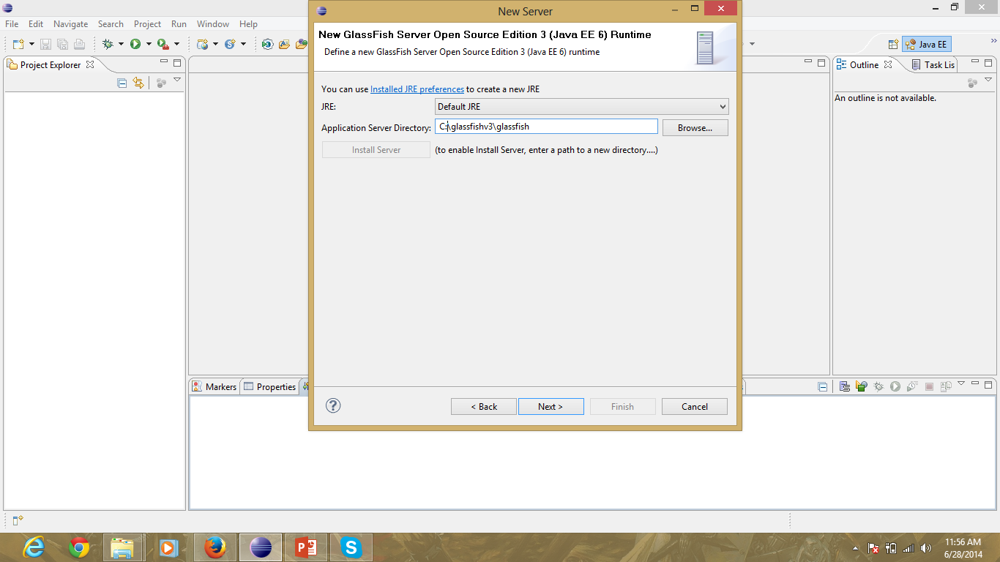 New Server
File Edit Navigate Search Project Run Window Help
Java EE
»
Project Explorer
Outline
Task Lis
An outline is not available.
New GlassFish Server Open Source Edition 3 (Java EE 6) Runtime
Define a new GlassFish Server Open Source Edition 3 (Java EE 6) runtime
You can use Installed JRE preferences to create a new JRE
JRE: Default JRE
Application Server Directory: C:\glassfishv3\glassfish Browse...
Install Server (to enable Install Server, enter a path to a new directory....)
Markers Properties
? < Back Next > Finish Cancel
11:56 AM
6/28/2014